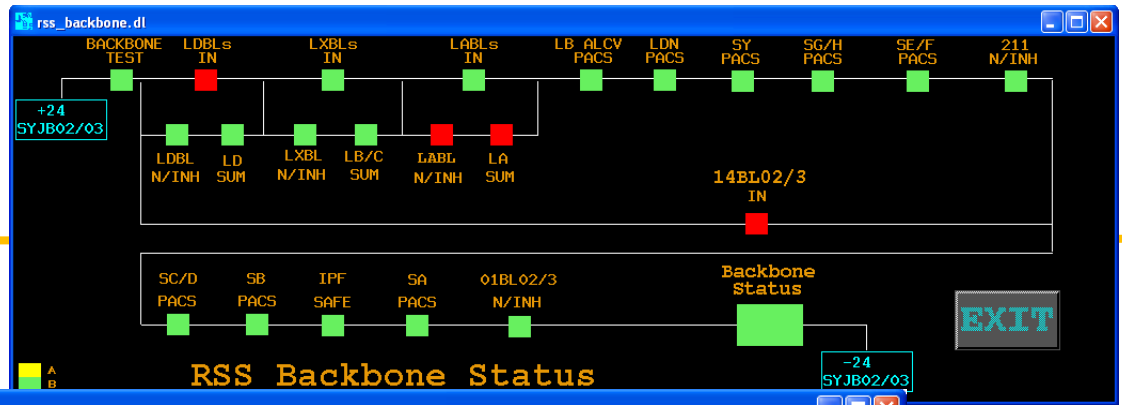 rss_backbone.dl
BACKBONE LDBLs LXBLs LABLs LB ALCV LDN SY SG/H SE/F 211
TEST IN IN IN PACS PACS PACS PACS PACS N/INH
+24
SYJB02/03
LDBL LD LXBL LB/C LABL LA
N/INH SUM N/INH SUM N/INH SUM
14BL02/3
IN
SC/D SB IPF SA 01BL02/3
PACS PACS SAFE PACS N/INH
Backbone
Status
EXIT
-24
SYJB02/03
A
B
RSS Backbone Status